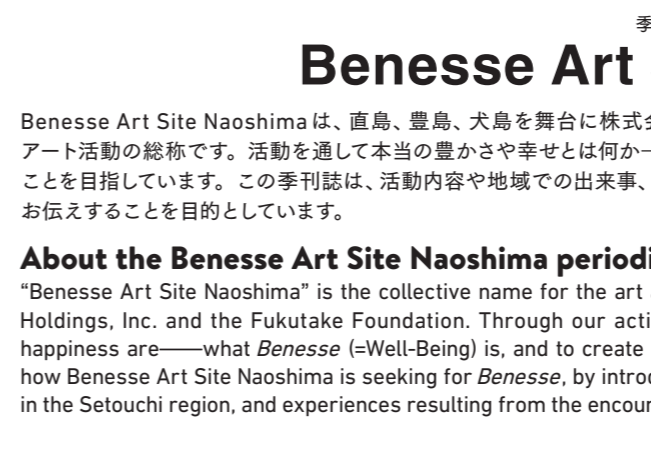 季
Benesse Art
Benesse Art Site Naoshimaは、直島、豊島、犬島を舞台に株式
アート活動の総称です。活動を通して本当の豊かさや幸せとは何か
ことを目指しています。この季刊誌は、活動内容や地域での出来事、
お伝えすることを目的としています。
About the Benesse Art Site Naoshima periodi
“Benesse Art Site Naoshima” is the collective name for the art
Holdings, Inc. and the Fukutake Foundation. Through our acti
happiness are——what Benesse (=Well-Being) is, and to create
how Benesse Art Site Naoshima is seeking for Benesse, by introd
in the Setouchi region, and experiences resulting from the encour